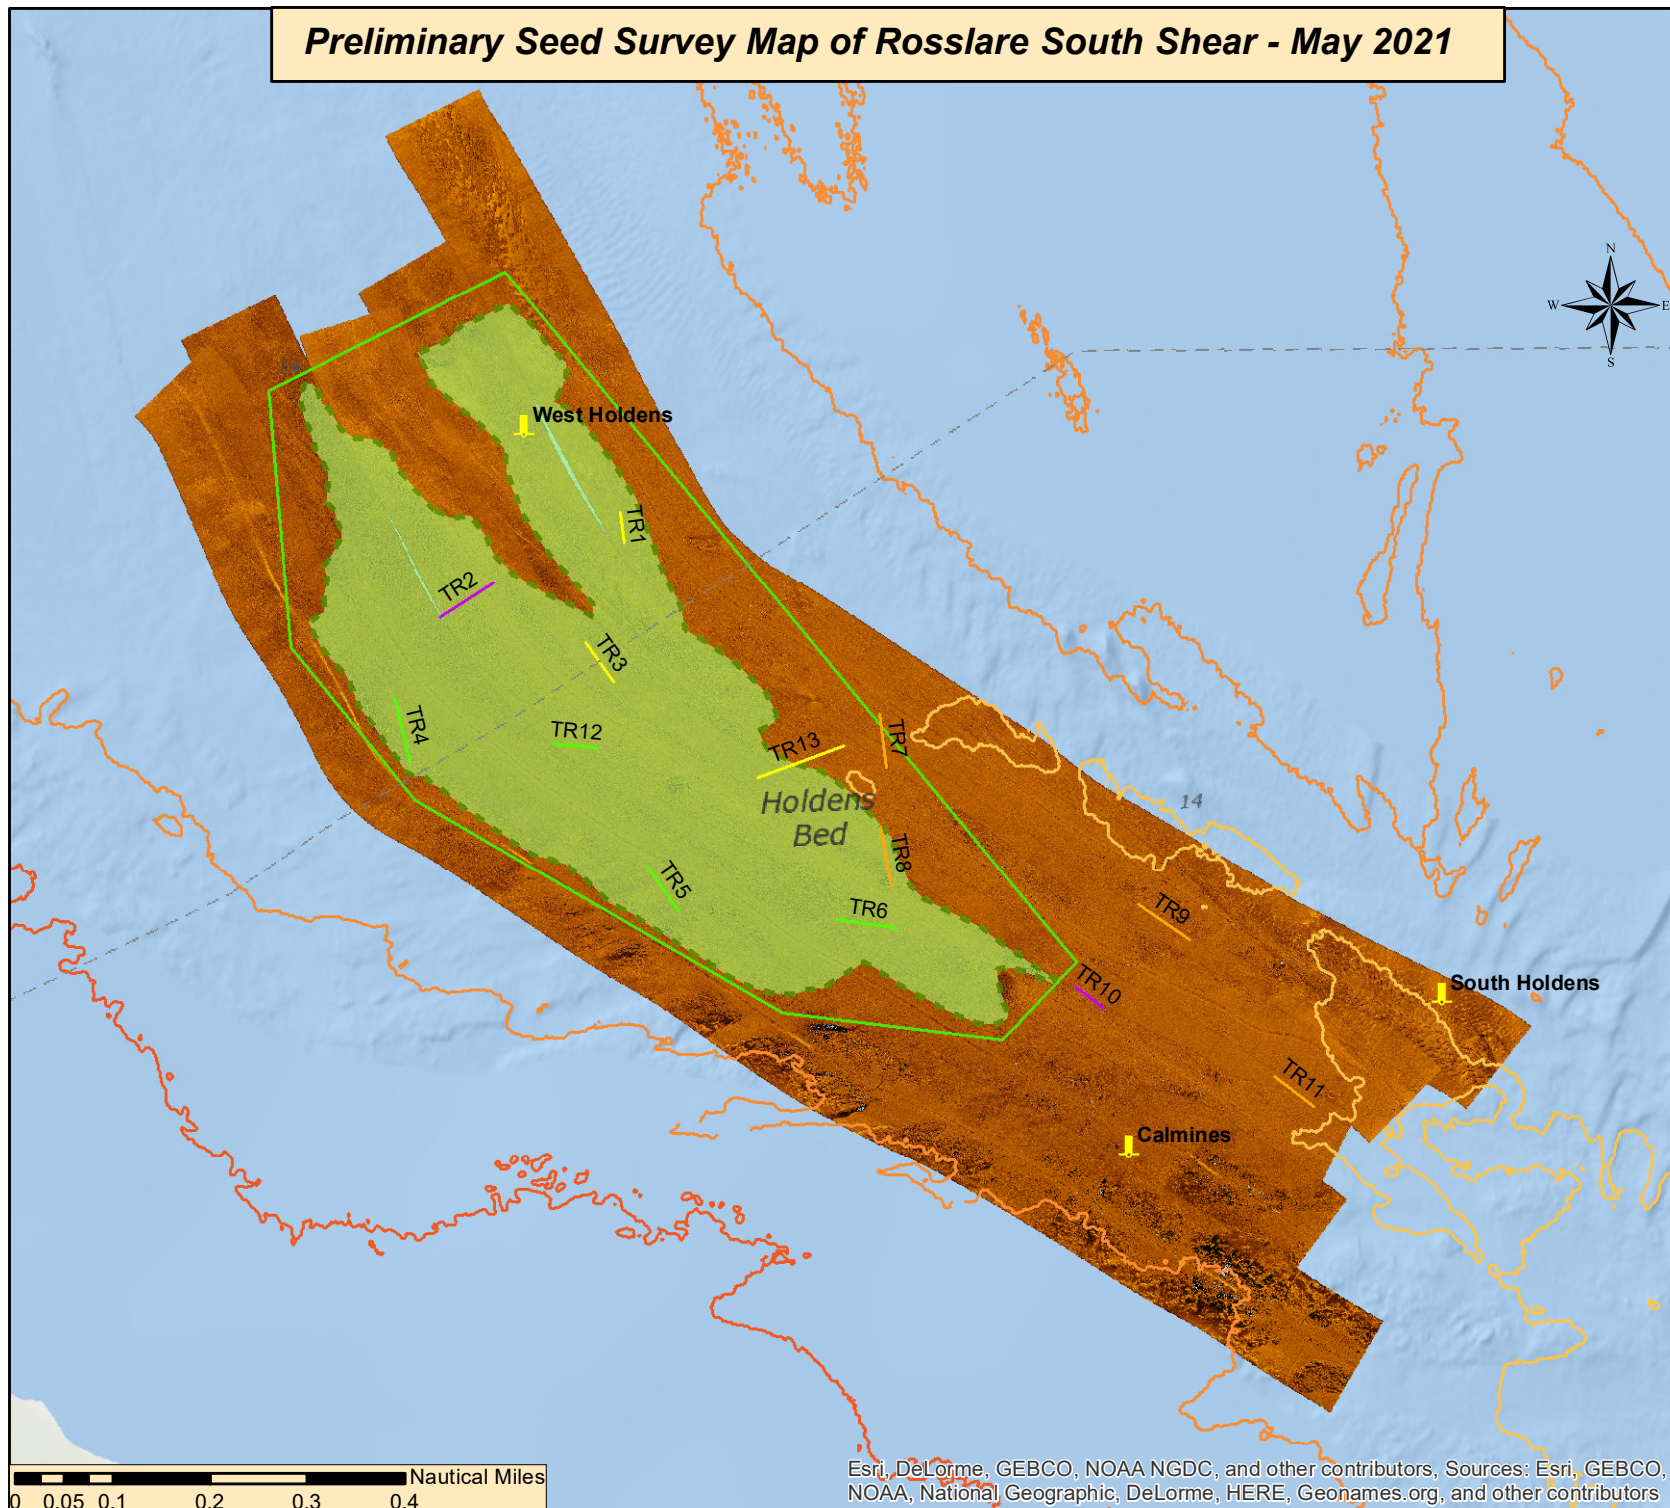 Preliminary Seed Survey Map of Rosslare South Shear - May 2021
N
W
E
S
West Holdens
TR1
TR2
TR3
TR4
TR12
TR13
TR7
Holdens
Bed
14
TR8
TR5
TR6
TR9
TR10
South Holdens
TR11
Calmines
Nautical Miles
0 0.05 0.1 0.2 0.3 0.4
Esri, DeLorme, GEBCO, NOAA NGDC, and other contributors, Sources: Esri, GEBCO,
NOAA, National Geographic, DeLorme, HERE, Geonames.org, and other contributors